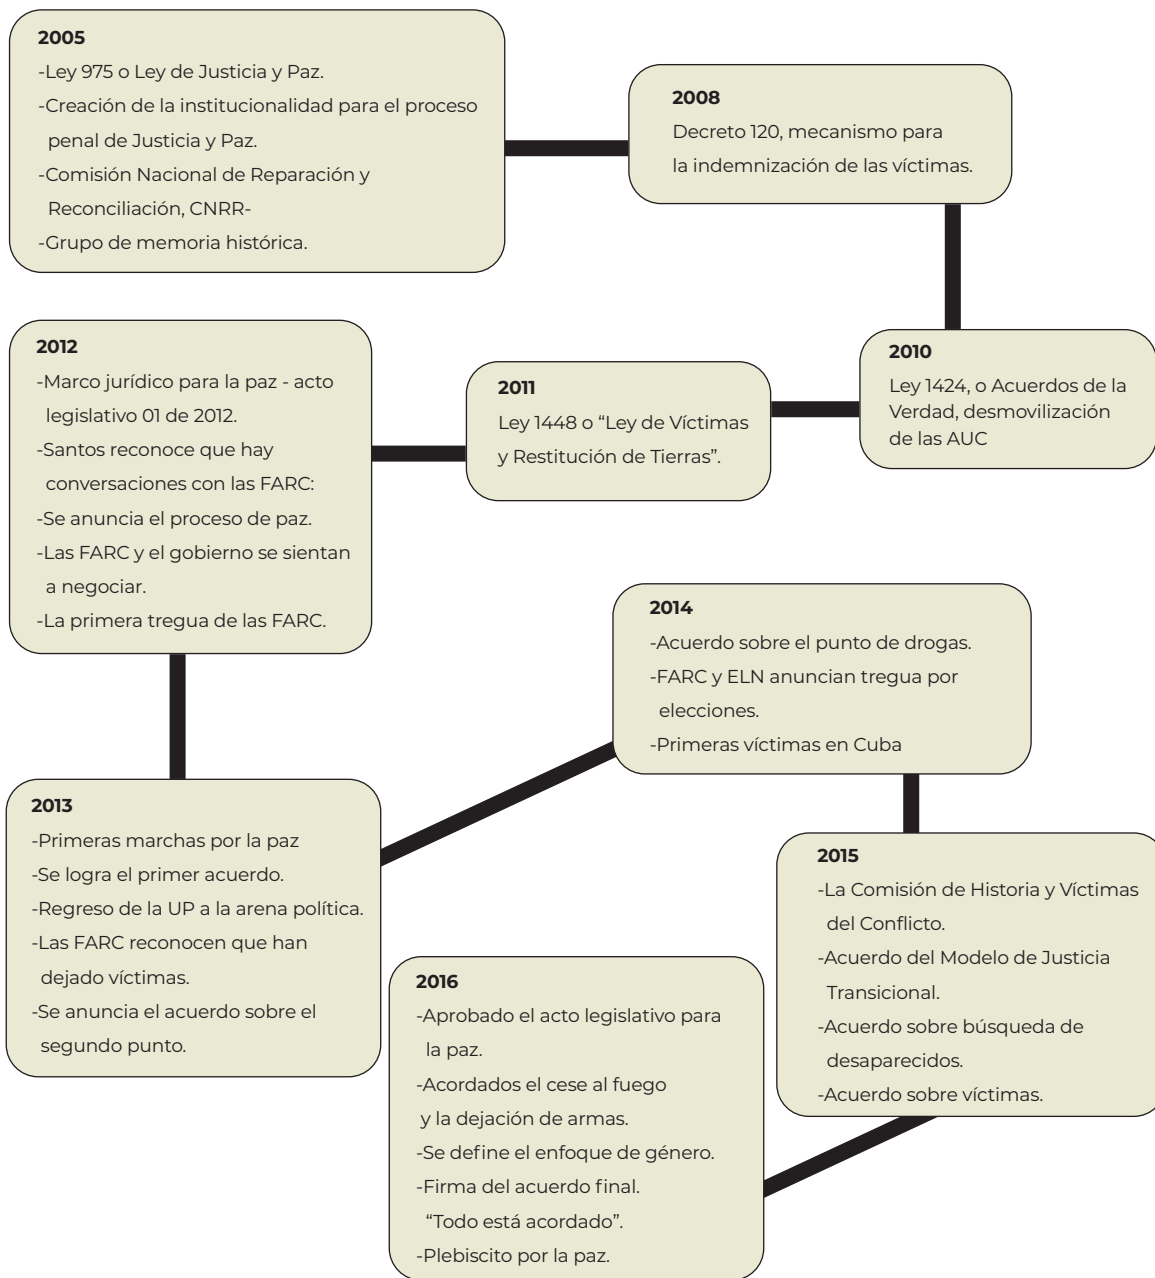 2005
-Ley 975 o Ley de Justicia y Paz.
-Creación de la institucionalidad para el proceso
penal de Justicia y Paz.
-Comisión Nacional de Reparación y
Reconciliación, CNRR-
-Grupo de memoria histórica.
2008
Decreto 120, mecanismo para
la indemnización de las víctimas.
2010
Ley 1424, o Acuerdos de la
Verdad, desmovilización
de las AUC
2011
Ley 1448 o “Ley de Víctimas
y Restitución de Tierras”.
2012
-Marco jurídico para la paz - acto
legislativo 01 de 2012.
-Santos reconoce que hay
conversaciones con las FARC:
-Se anuncia el proceso de paz.
-Las FARC y el gobierno se sientan
a negociar.
-La primera tregua de las FARC.
2013
-Primeras marchas por la paz
-Se logra el primer acuerdo.
-Regreso de la UP a la arena política.
-Las FARC reconocen que han
dejado víctimas.
-Se anuncia el acuerdo sobre el
segundo punto.
2014
-Acuerdo sobre el punto de drogas.
-FARC y ELN anuncian tregua por
elecciones.
-Primeras víctimas en Cuba
2015
-La Comisión de Historia y Víctimas
del Conflicto.
-Acuerdo del Modelo de Justicia
Transicional.
-Acuerdo sobre búsqueda de
desaparecidos.
-Acuerdo sobre víctimas.
2016
-Aprobado el acto legislativo para
la paz.
-Acordados el cese al fuego
y la dejación de armas.
-Se define el enfoque de género.
-Firma del acuerdo final.
“Todo está acordado”.
-Plebiscito por la paz.